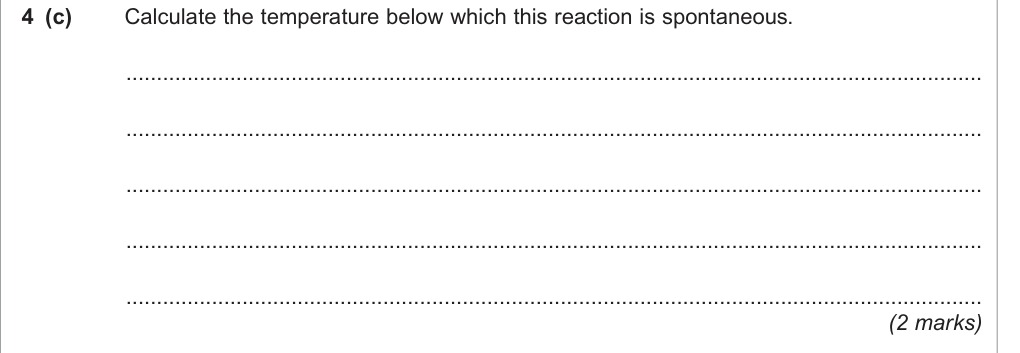 4 (c) Calculate the temperature below which this reaction is spontaneous.
(2 marks)